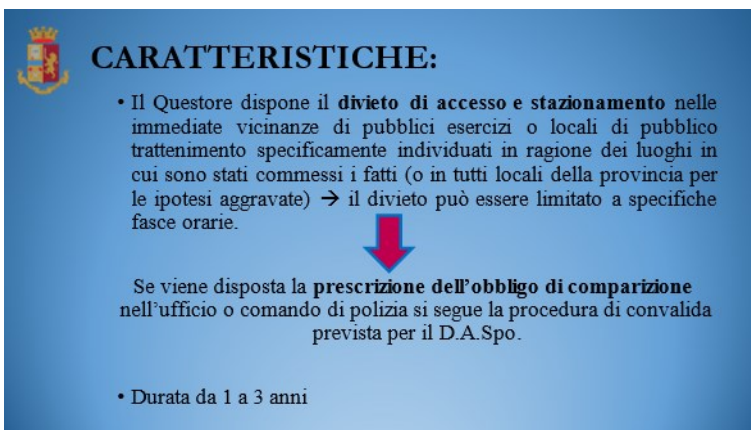 CARATTERISTICHE:
• Il Questore dispone il divieto di accesso e stazionamento nelle
immediate vicinanze di pubblici esercizi o locali di pubblico
trattenimento specificamente individuati in ragione dei luoghi in
cui sono stati commessi i fatti (o in tutti locali della provincia per
le ipotesi aggravate) → il divieto può essere limitato a specifiche
fasce orarie.
Se viene disposta la prescrizione dell’obbligo di comparizione
nell’ufficio o comando di polizia si segue la procedura di convalida
prevista per il D.A.Spo.
• Durata da 1 a 3 anni